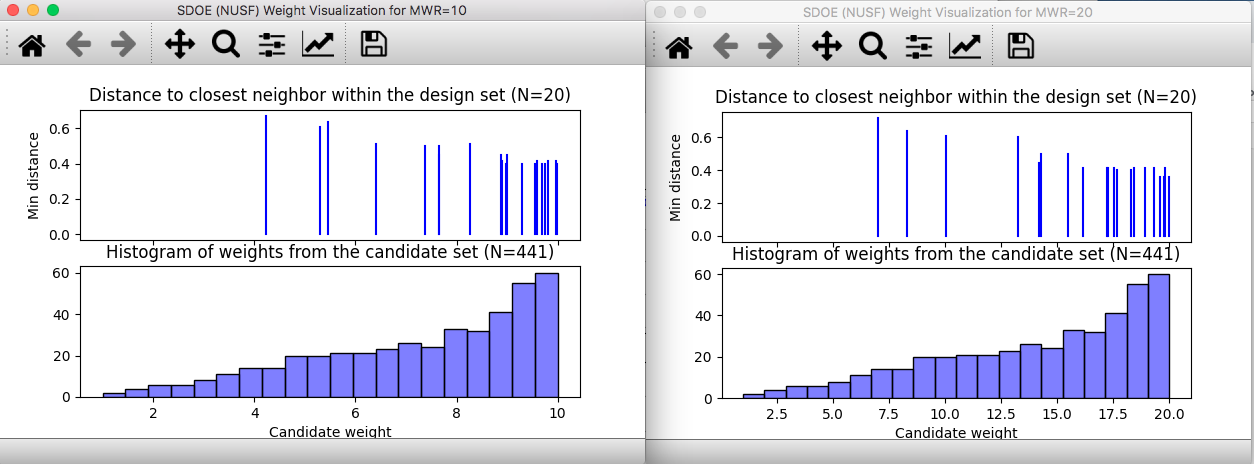 SDOE (NUSF) Weight Visualization for MWR=10
Distance to closest neighbor within the design set (N=20)
Min distance
0.6
0.4
0.2
0.0
Histogram of weights from the candidate set (N=441)
60
40
20
0
2 4 6 8 10
Candidate weight
SDOE (NUSF) Weight Visualization for MWR=20
Distance to closest neighbor within the design set (N=20)
Min distance
0.6
0.4
0.2
0.0
Histogram of weights from the candidate set (N=441)
60
40
20
0
2.5 5.0 7.5 10.0 12.5 15.0 17.5 20.0
Candidate weight